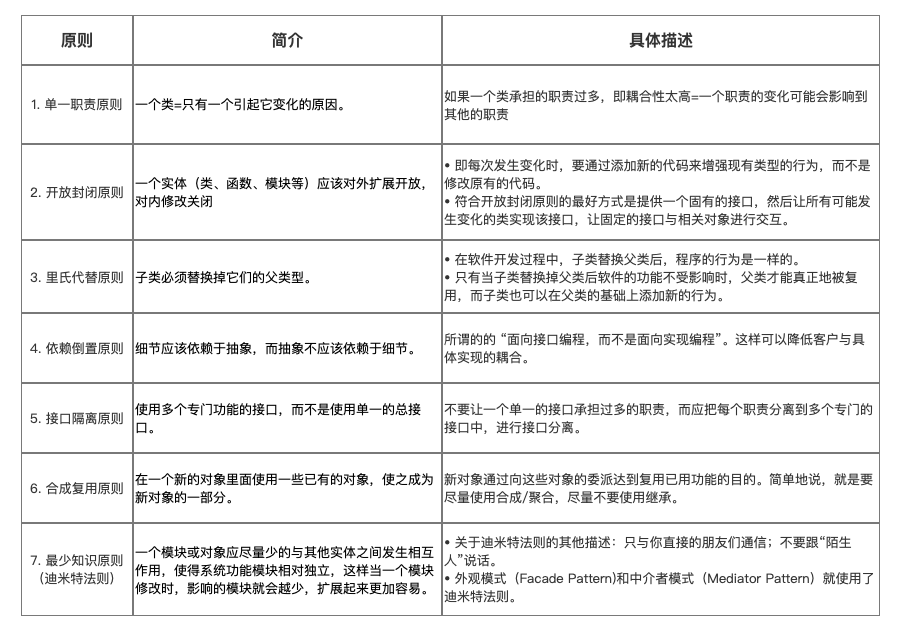 原则
简介
具体描述
1. 单一职责原则
一个类=只有一个引起它变化的原因。
如果一个类承担的职责过多，即耦合性太高=一个职责的变化可能会影响到
其他的职责
2. 开放封闭原则
一个实体（类、函数、模块等）应该对外扩展开放，
对内修改关闭
• 即每次发生变化时，要通过添加新的代码来增强现有类型的行为，而不是
修改原有的代码。
• 符合开放封闭原则的最好方式是提供一个固有的接口，然后让所有可能发
生变化的类实现该接口，让固定的接口与相关对象进行交互。
3. 里氏代替原则
子类必须替换掉它们的父类型。
• 在软件开发过程中，子类替换父类后，程序的行为是一样的。
• 只有当子类替换掉父类后软件的功能不受影响时，父类才能真正地被复
用，而子类也可以在父类的基础上添加新的行为。
4. 依赖倒置原则
细节应该依赖于抽象，而抽象不应该依赖于细节。
所谓的的 “面向接口编程，而不是面向实现编程”。这样可以降低客户与具
体实现的耦合。
5. 接口隔离原则
使用多个专门功能的接口，而不是使用单一的总接
口。
不要让一个单一的接口承担过多的职责，而应把每个职责分离到多个专门的
接口中，进行接口分离。
6. 合成复用原则
在一个新的对象里面使用一些已有的对象，使之成为
新对象的一部分。
新对象通过向这些对象的委派达到复用已用功能的目的。简单地说，就是要
尽量使用合成/聚合，尽量不要使用继承。
7. 最少知识原则
（迪米特法则）
一个模块或对象应尽量少的与其他实体之间发生相互
作用，使得系统功能模块相对独立，这样当一个模块
修改时，影响的模块就会越少，扩展起来更加容易。
• 关于迪米特法则的其他描述：只与你直接的朋友们通信；不要跟“陌生
人”说话。
• 外观模式（Facade Pattern)和中介者模式（Mediator Pattern）就使用了
迪米特法则。